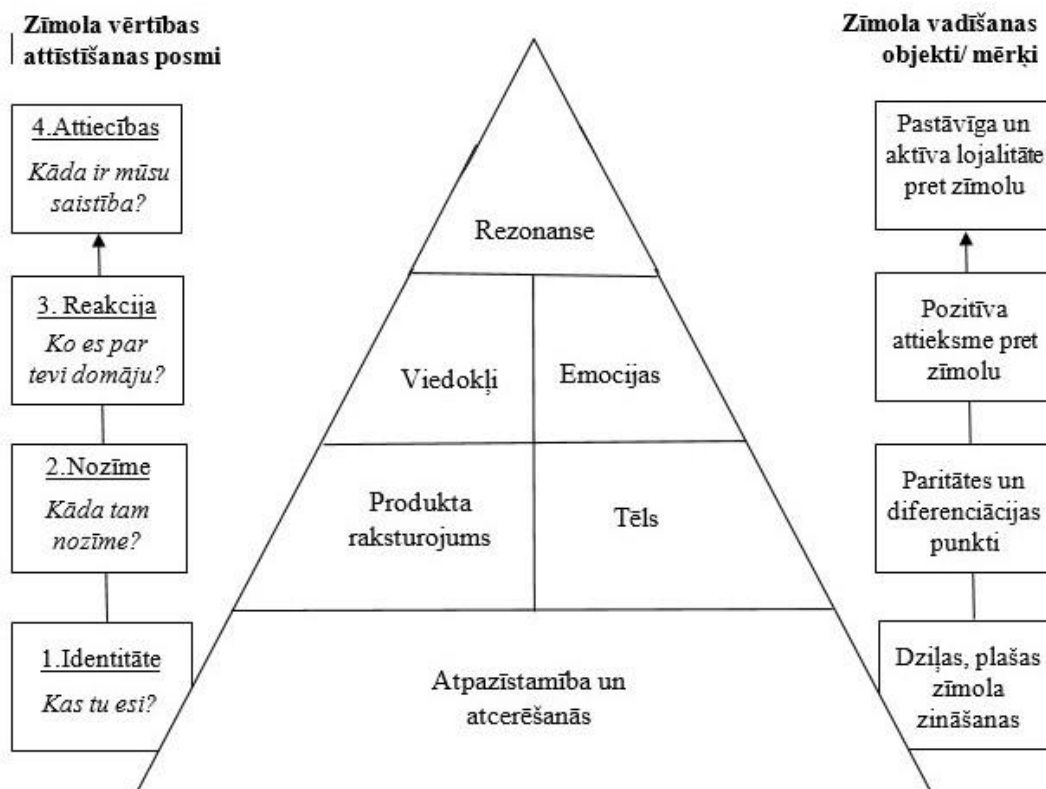 Zīmola vērtības
attīstīšanas posmi
Zīmola vadīšanas
objekti/ mērķi
4.Attiecības
Kāda ir mūsu
saistība?
Pastāvīga un
aktīva lojalitāte
pret zīmolu
Rezonanse
3. Reakcija
Ko es par
tevi domāju?
Viedokļi
Emocijas
Pozitīva
attieksme pret
zīmolu
2.Nozīme
Kāda tam
nozīme?
Produkta
raksturojums
Tēls
Paritātes un
diferenciācijas
punkti
1.Identitāte
Kas tu esi?
Atpazīstamība un
atcerēšanās
Dziļas, plašas
zīmola
zināšanas